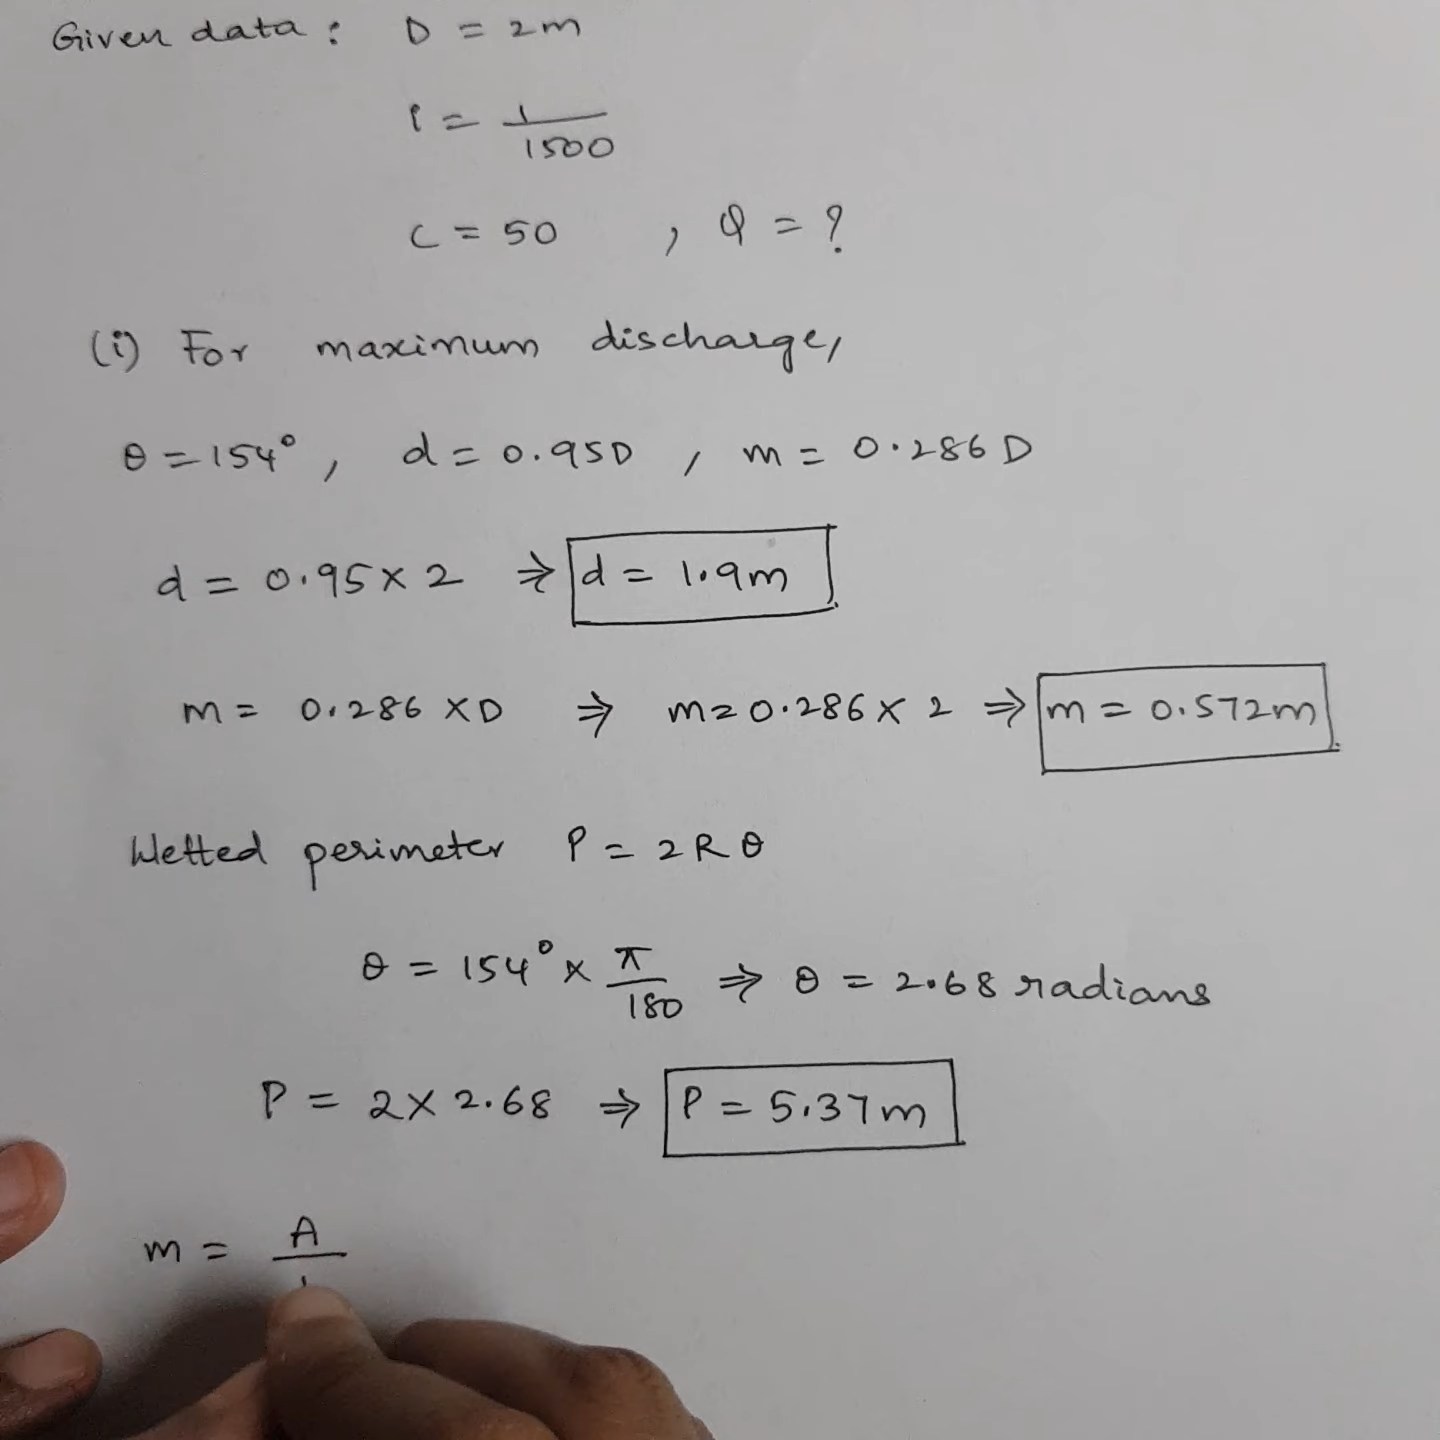 Given data : D = 2m
i = 1/1500
C = 50 , Q = ?
(i) For maximum discharge,
θ = 154° , d = 0.95D , m = 0.286 D
d = 0.95 x 2 ⇒ d = 1.9m
m = 0.286 x D ⇒ m = 0.286 x 2 ⇒ m = 0.572m
Wetted perimeter P = 2Rθ
θ = 154° x π/180 ⇒ θ = 2.68 radians
P = 2 x 2.68 ⇒ P = 5.37m
m = A/